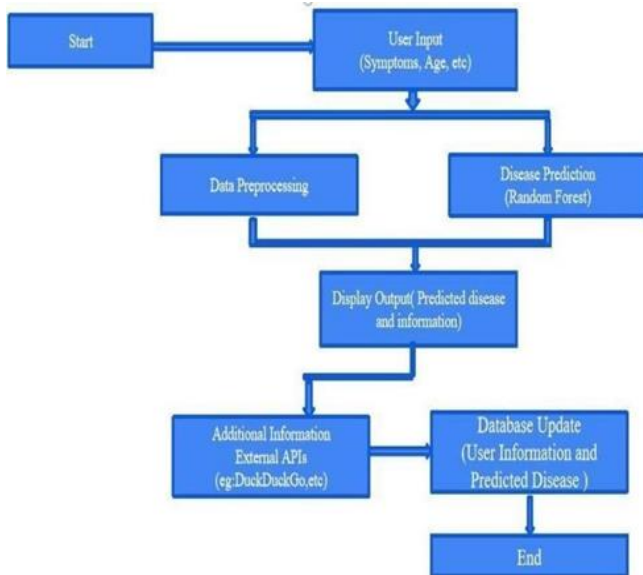 Start
User Input
(Symptoms, Age, etc)
Data Preprocessing
Disease Prediction
(Random Forest)
Display Output( Predicted disease
and information)
Additional Information
External APIs
(eg:DuckDuckGo,etc)
Database Update
(User Information and
Predicted Disease )
End